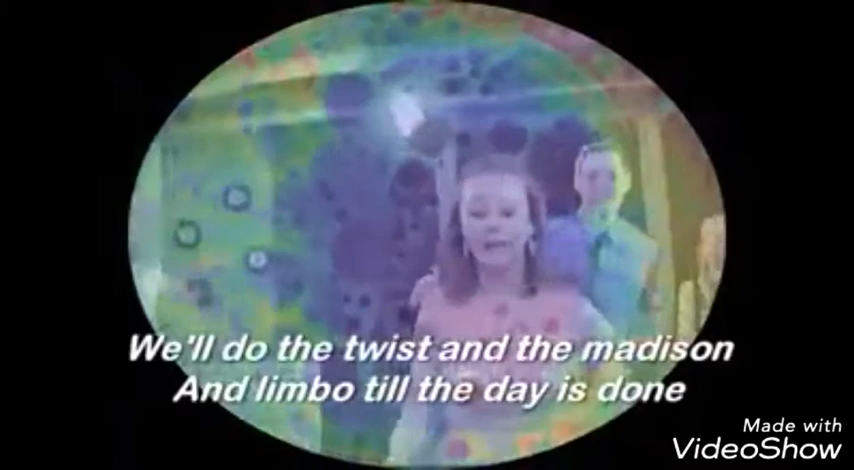 We'll do the twist and the madison
And limbo till the day is done
Made with
VideoShow